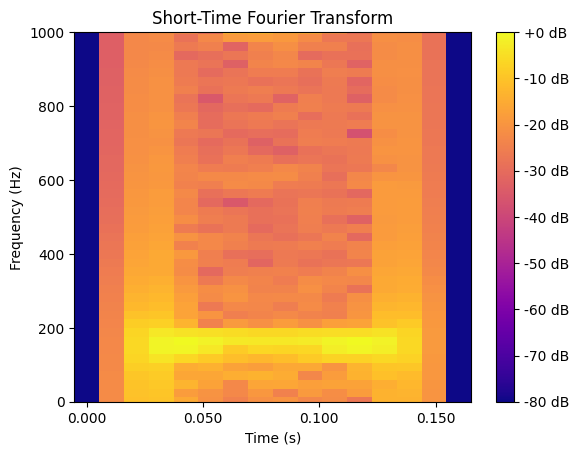 Short-Time Fourier Transform
Frequency (Hz)
1000
800
600
400
200
0
0.000
0.050
0.100
0.150
Time (s)
+0 dB
-10 dB
-20 dB
-30 dB
-40 dB
-50 dB
-60 dB
-70 dB
-80 dB